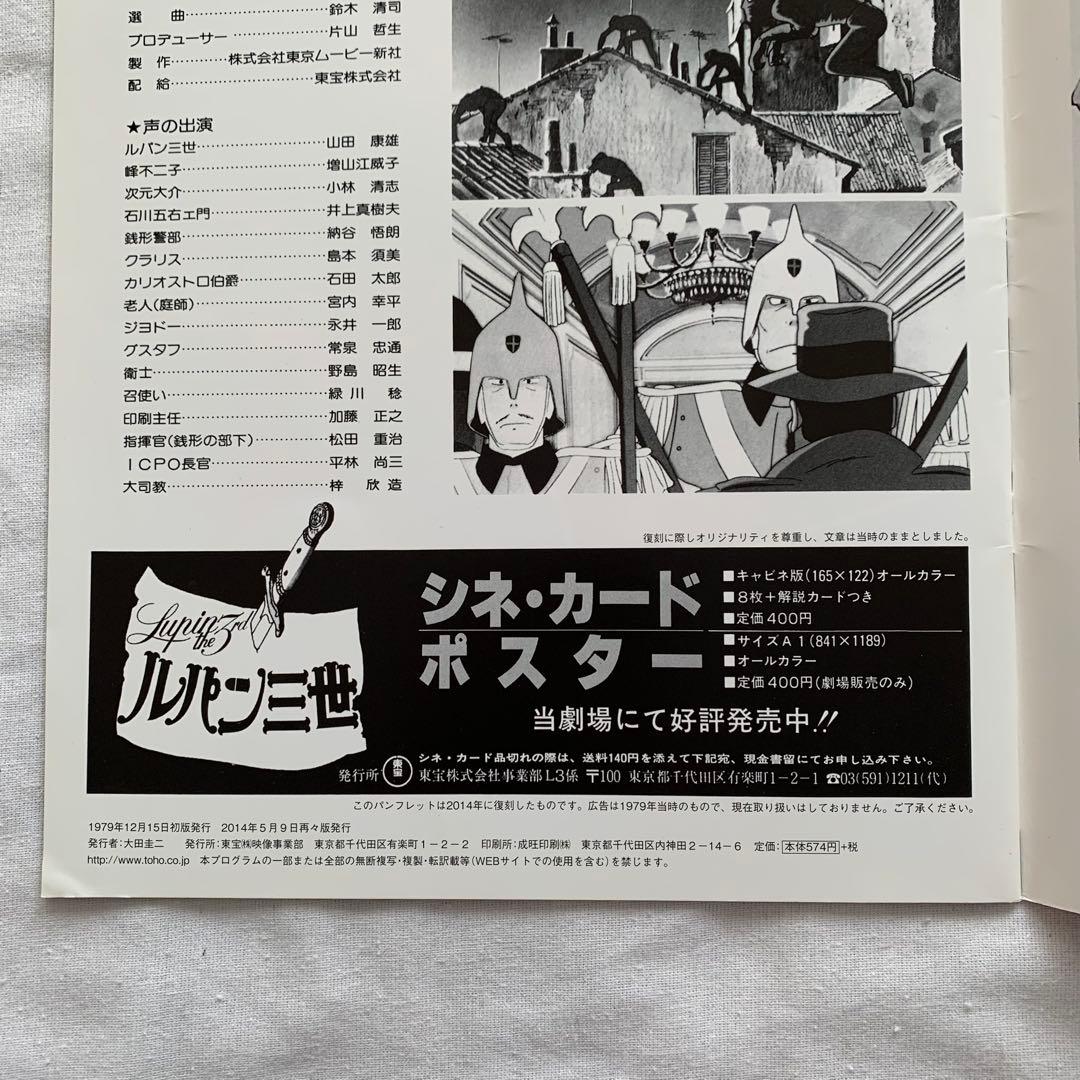 選曲……………………鈴木 清司
プロデューサー……………片山 哲生
製作…………株式会社東京ムービー新社
配給……………………東宝株式会社
★声の出演
ルパン三世……………………山田 康雄
峰不二子……………………増山江威子
次元大介……………………小林 清志
石川五右ェ門………………井上真樹夫
銭形警部……………………納谷 悟朗
クラリス……………………島本 須美
カリオストロ伯爵……………石田 太郎
老人(庭師)…………………宮内 幸平
ジョドー……………………永井 一郎
グスタフ……………………常泉 忠通
衛士…………………………野島 昭生
召使い………………………緑川 稔
印刷主任……………………加藤 正之
指揮官(銭形の部下)…………松田 重治
ICPO長官…………………平林 尚三
大司教………………………梓 欣造
復刻に際しオリジナリティを尊重し、文章は当時のままとしました。
Lupin the 3rd
ルパン三世
シネ・カード
■キャビネ版(165×122)オールカラー
■8枚+解説カードつき
■定価400円
ポスター
■サイズA1(841×1189)
■オールカラー
■定価400円(劇場販売のみ)
当劇場にて好評発売中!!
シネ・カード品切れの際は、送料140円を添えて下記宛、現金書留にてお申し込み下さい。
発行所 東宝 東宝株式会社事業部L3係 〒100 東京都千代田区有楽町1-2-1 ☎03(591)1211(代)
このパンフレットは2014年に復刻したものです。広告は1979年当時のもので、現在取り扱いはしておりません。ご了承ください。
1979年12月15日初版発行 2014年5月9日再々版発行
発行者:大田圭二 発行所:東宝㈱映像事業部 東京都千代田区有楽町1-2-2 印刷所:成旺印刷㈱ 東京都千代田区内神田2-14-6 定価:本体574円+税
http://www.toho.co.jp 本プログラムの一部または全部の無断複写・複製・転訳載等(WEBサイトでの使用を含む)を禁じます。